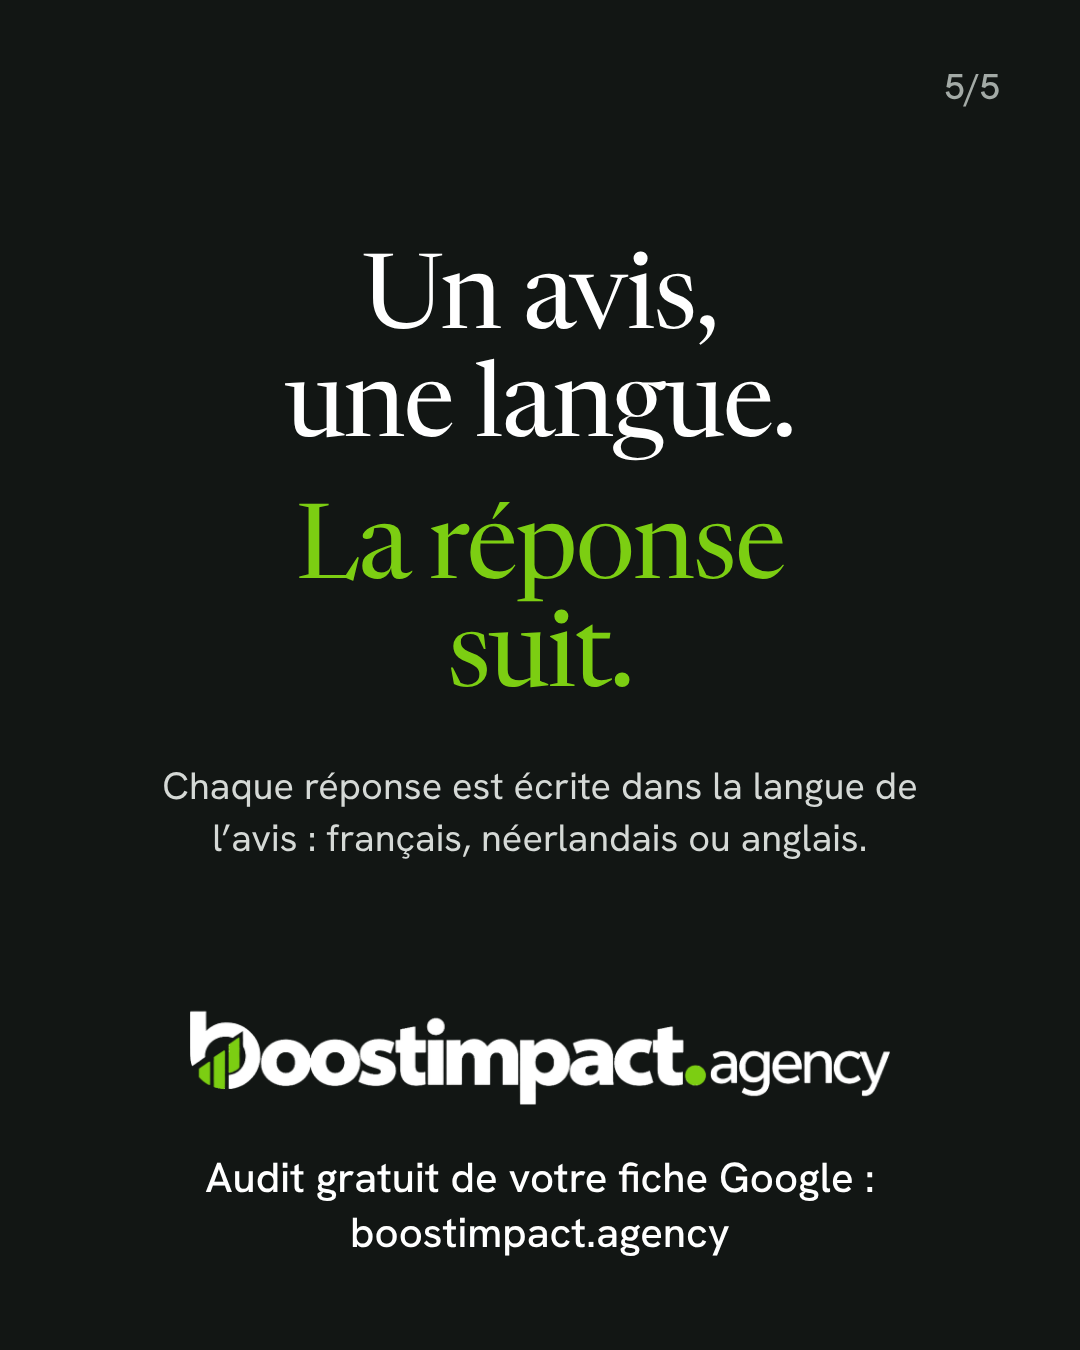 5/5
Un avis,
une langue.
La réponse
suit.
Chaque réponse est écrite dans la langue de
l’avis : français, néerlandais ou anglais.
boostimpact.agency
Audit gratuit de votre fiche Google :
boostimpact.agency